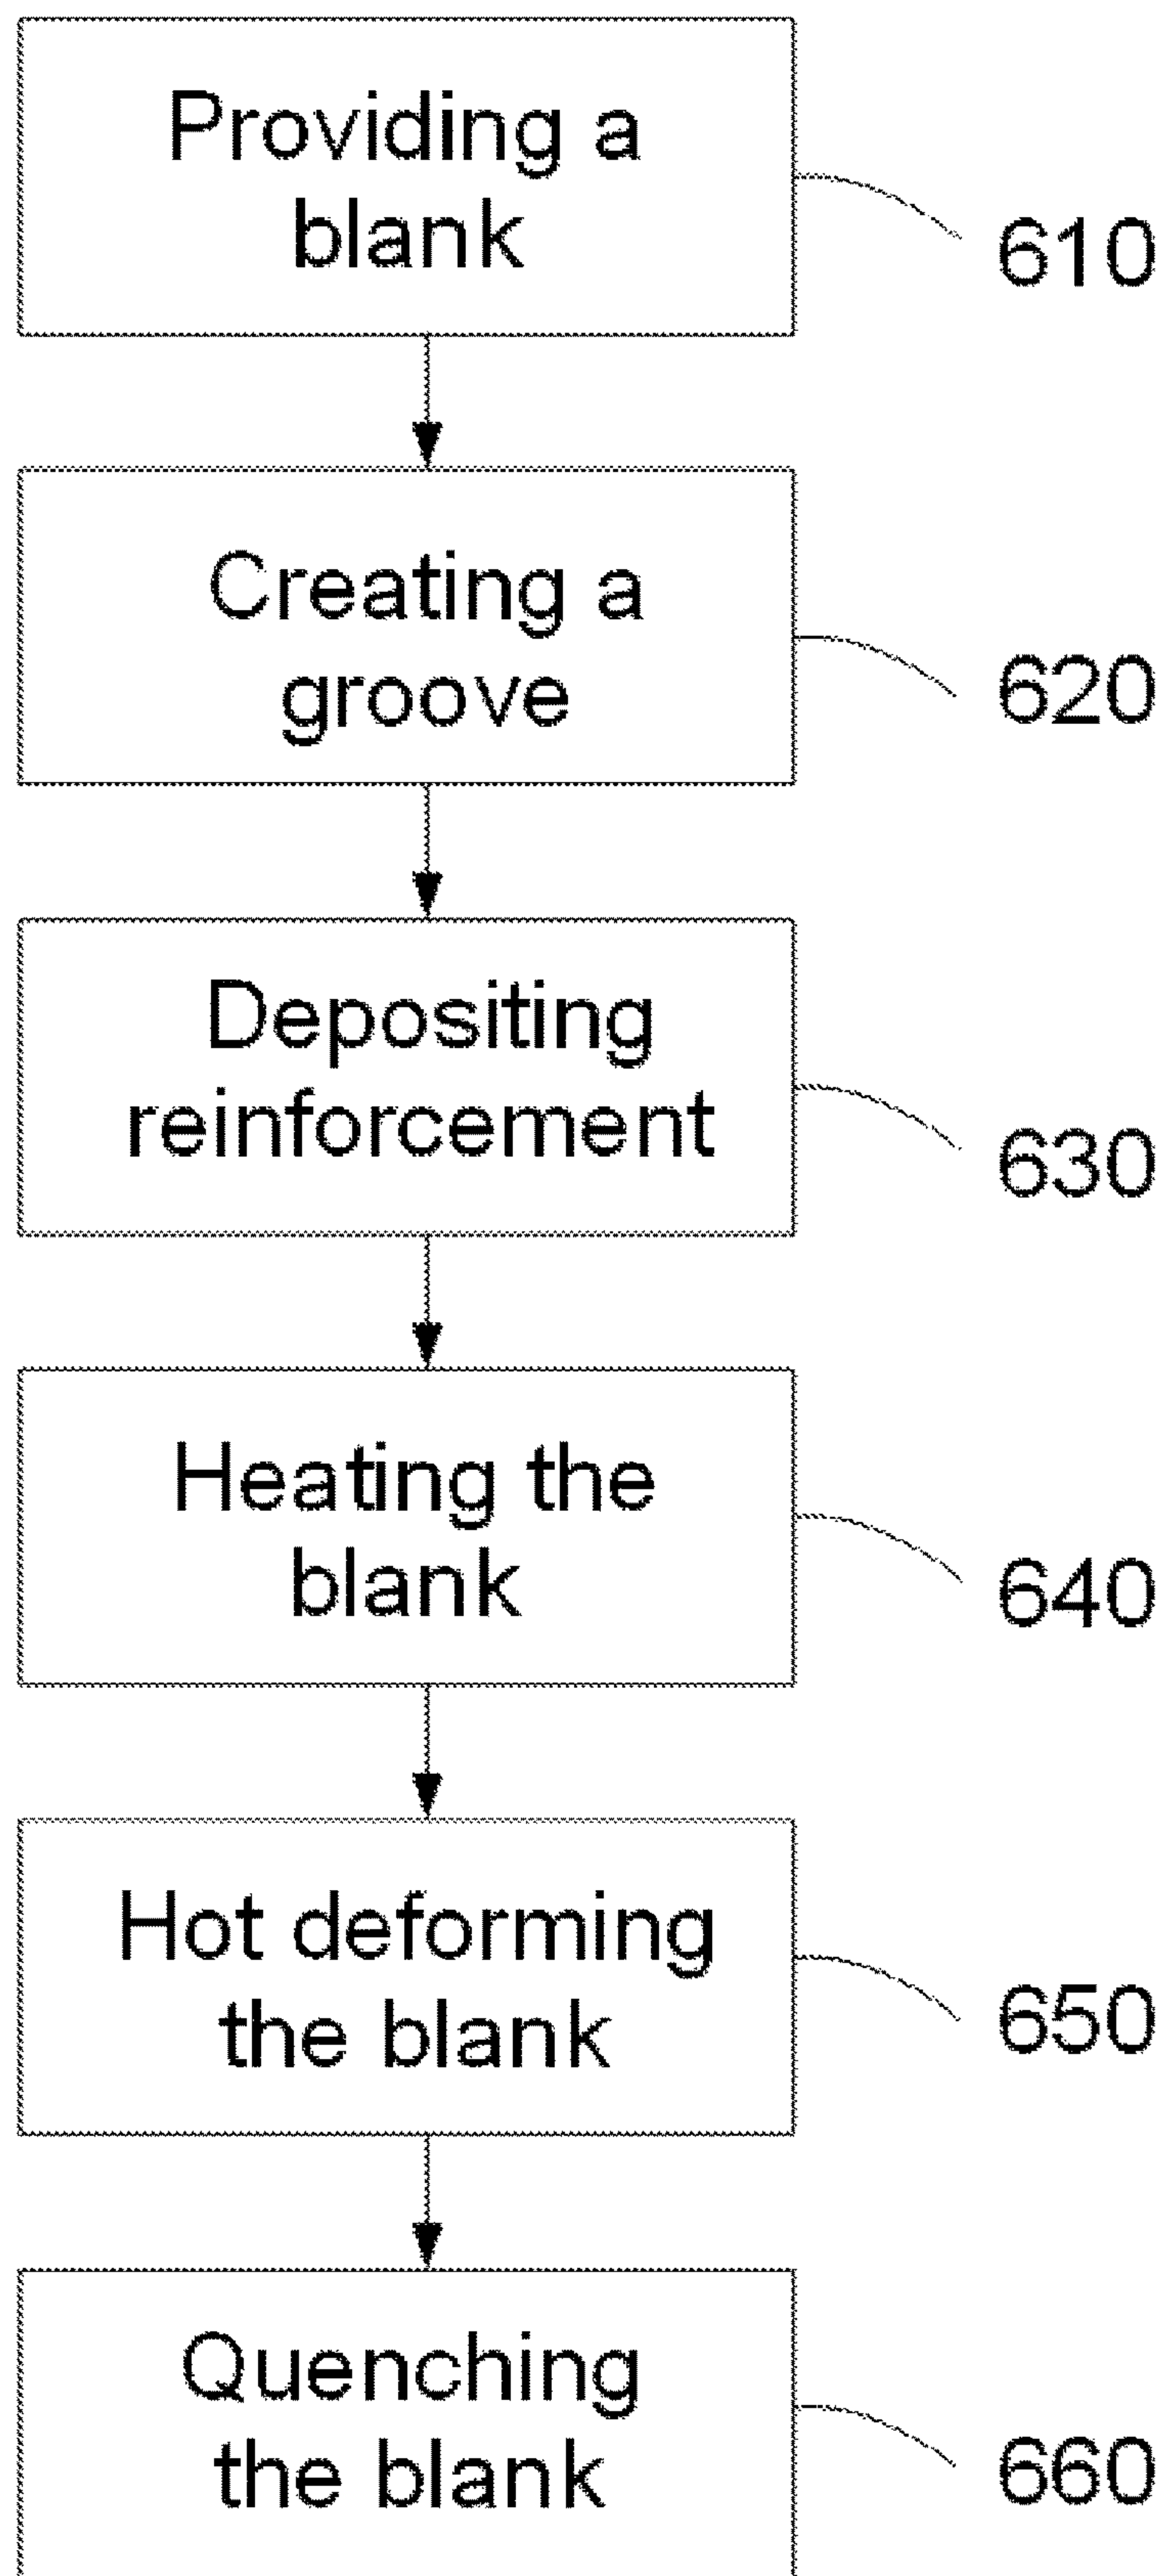 Providing a
blank
610
Creating a
groove
620
Depositing
reinforcement
630
Heating the
blank
640
Hot deforming
the blank
650
Quenching
the blank
660